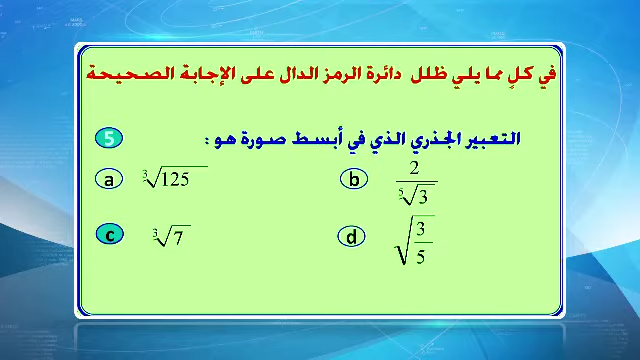 في كلٍ مما يلي ظلل دائرة الرمز الدال على الإجابة الصحيحة
5 التعبير الجذري الذي في أبسط صورة هو :
a ∛125 b 2/⁵√3
c ∛7 d √(3/5)